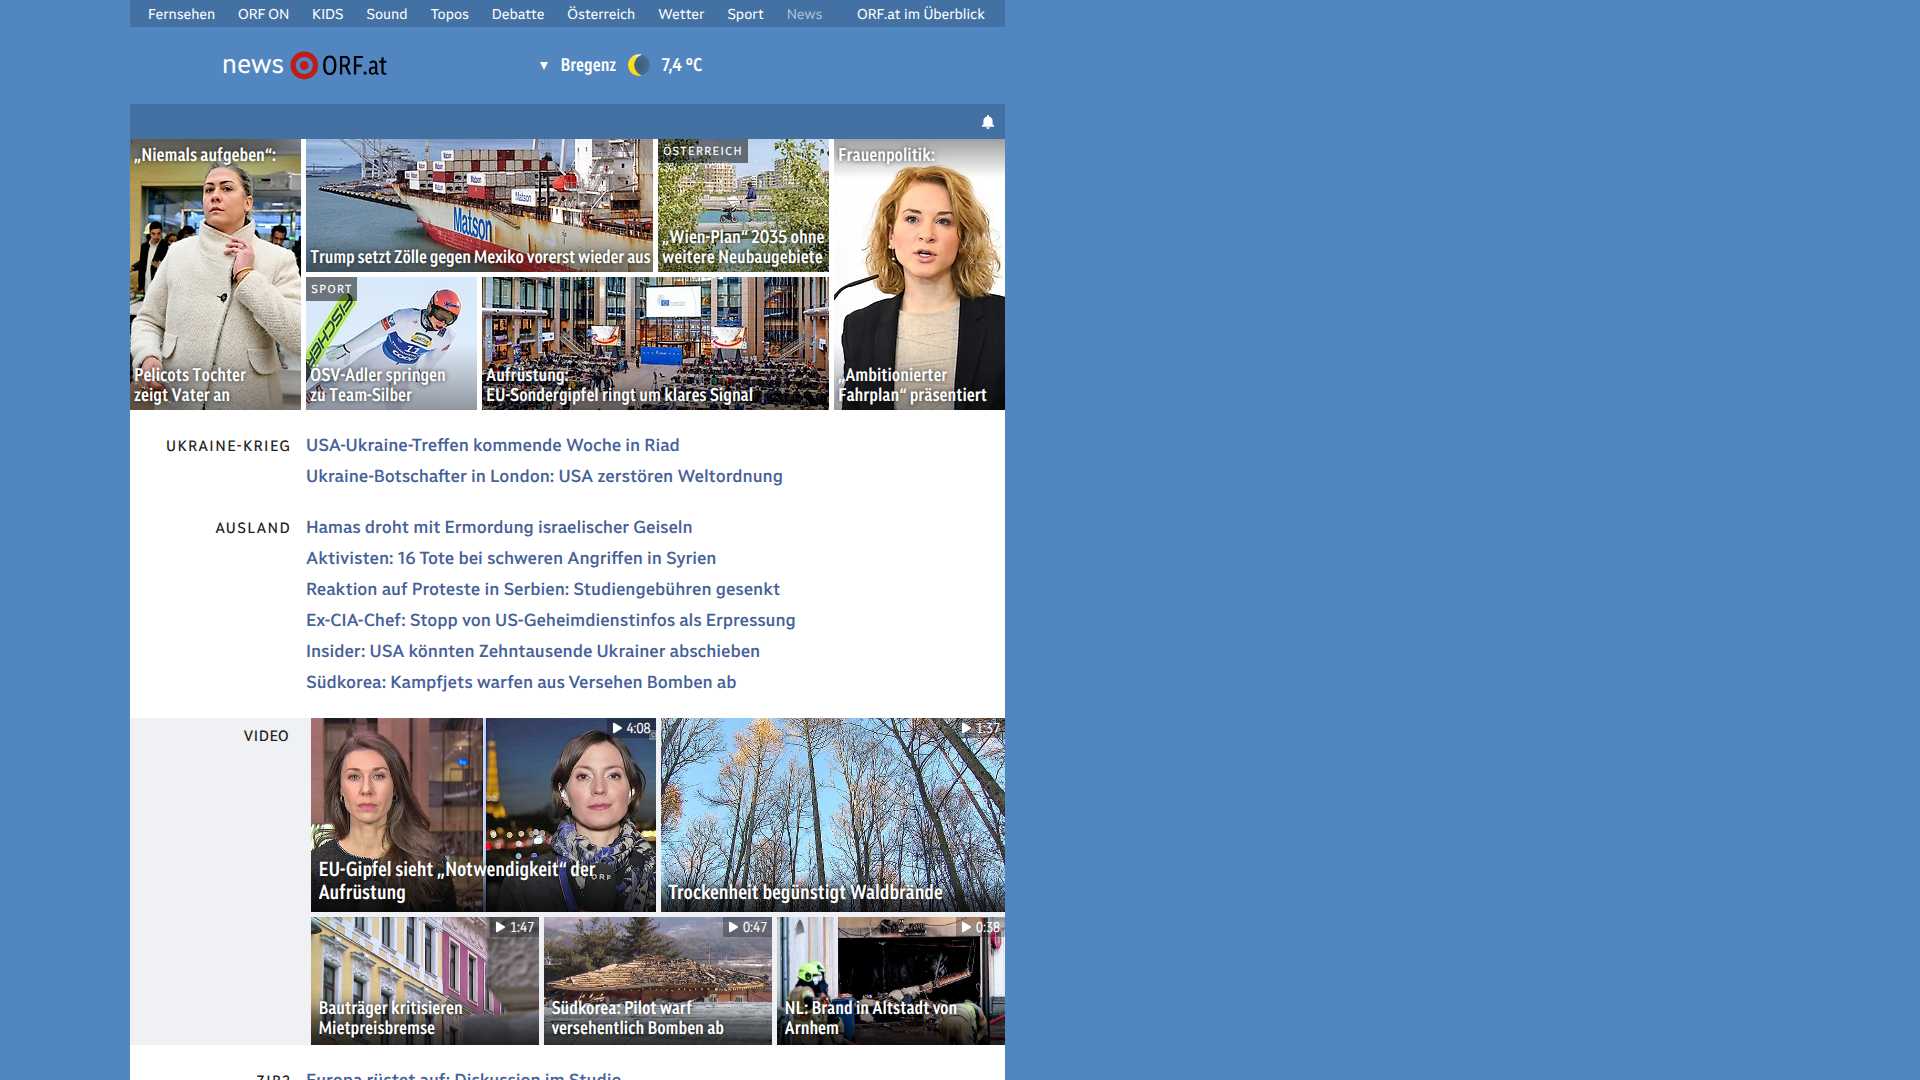 Fernsehen ORF ON KIDS Sound Topos Debatte Österreich Wetter Sport News ORF.at im Überblick
news ORF.at
Bregenz 7,4 °C
„Niemals aufgeben“:
Pelicots Tochter
zeigt Vater an
Matson
Trump setzt Zölle gegen Mexiko vorerst wieder aus
ÖSTERREICH
„Wien-Plan“ 2035 ohne
weitere Neubaugebiete
Frauenpolitik:
„Ambitionierter
Fahrplan“ präsentiert
SPORT
ÖSV-Adler springen
zu Team-Silber
Aufrüstung:
EU-Sondergipfel ringt um klares Signal
UKRAINE-KRIEG
USA-Ukraine-Treffen kommende Woche in Riad
Ukraine-Botschafter in London: USA zerstören Weltordnung
AUSLAND
Hamas droht mit Ermordung israelischer Geiseln
Aktivisten: 16 Tote bei schweren Angriffen in Syrien
Reaktion auf Proteste in Serbien: Studiengebühren gesenkt
Ex-CIA-Chef: Stopp von US-Geheimdienstinfos als Erpressung
Insider: USA könnten Zehntausende Ukrainer abschieben
Südkorea: Kampfjets warfen aus Versehen Bomben ab
VIDEO
4:08
EU-Gipfel sieht „Notwendigkeit“ der
Aufrüstung
ORF
1:37
Trockenheit begünstigt Waldbrände
1:47
Bauträger kritisieren
Mietpreisbremse
0:47
Südkorea: Pilot warf
versehentlich Bomben ab
0:38
NL: Brand in Altstadt von
Arnhem
ZIB2
Europa rüstet auf: Diskussion im Studio